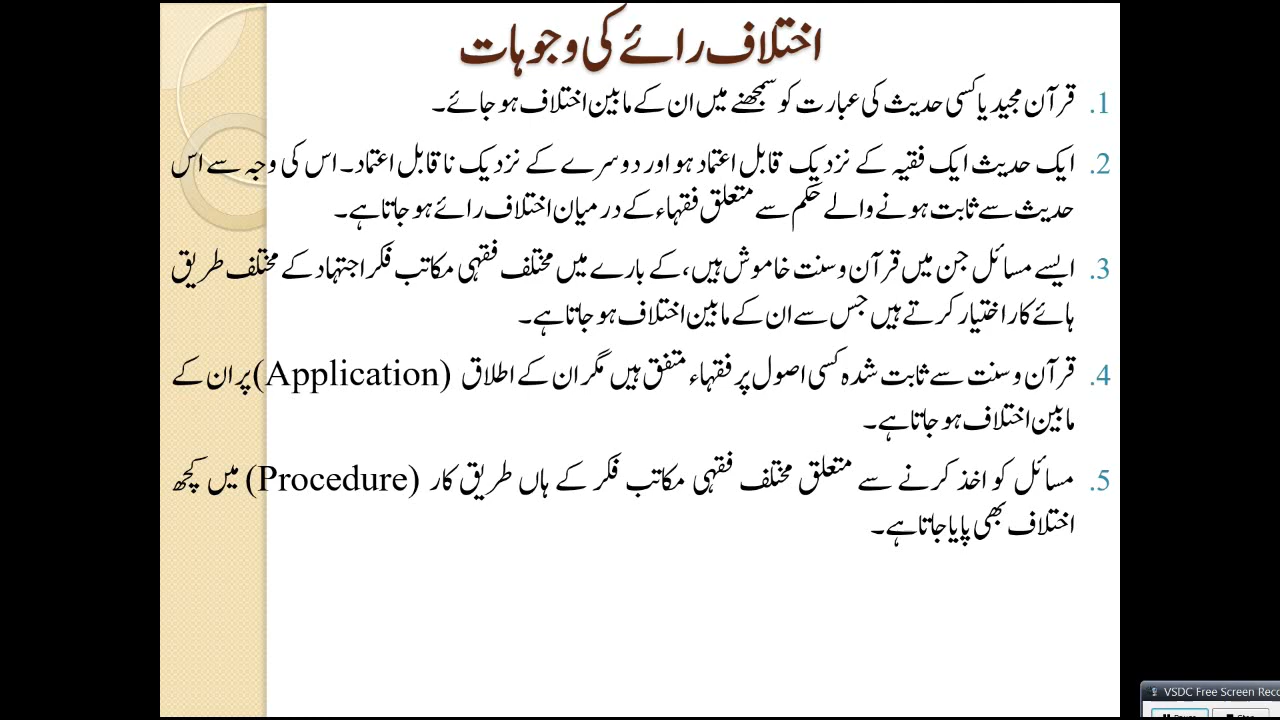 اختلاف رائے کی وجوہات
1. قرآن مجید یا کسی حدیث کی عبارت کو سمجھنے میں ان کے مابین اختلاف ہو جائے۔
2. ایک حدیث ایک فقیہ کے نزدیک قابل اعتماد ہو اور دوسرے کے نزدیک نا قابل اعتماد۔ اس کی وجہ سے اس
حدیث سے ثابت ہونے والے حکم سے متعلق فقہاء کے درمیان اختلاف رائے ہو جاتا ہے۔
3. ایسے مسائل جن میں قرآن و سنت خاموش ہیں، کے بارے میں مختلف فقہی مکاتب فکر اجتہاد کے مختلف طریق
ہائے کار اختیار کرتے ہیں جس سے ان کے مابین اختلاف ہو جاتا ہے۔
4. قرآن و سنت سے ثابت شدہ کسی اصول پر فقہاء متفق ہیں مگر ان کے اطلاق (Application) پر ان کے
مابین اختلاف ہو جاتا ہے۔
5. مسائل کو اخذ کرنے سے متعلق مختلف فقہی مکاتب فکر کے ہاں طریق کار (Procedure) میں کچھ
اختلاف بھی پایا جاتا ہے۔
VSDC Free Screen Reco